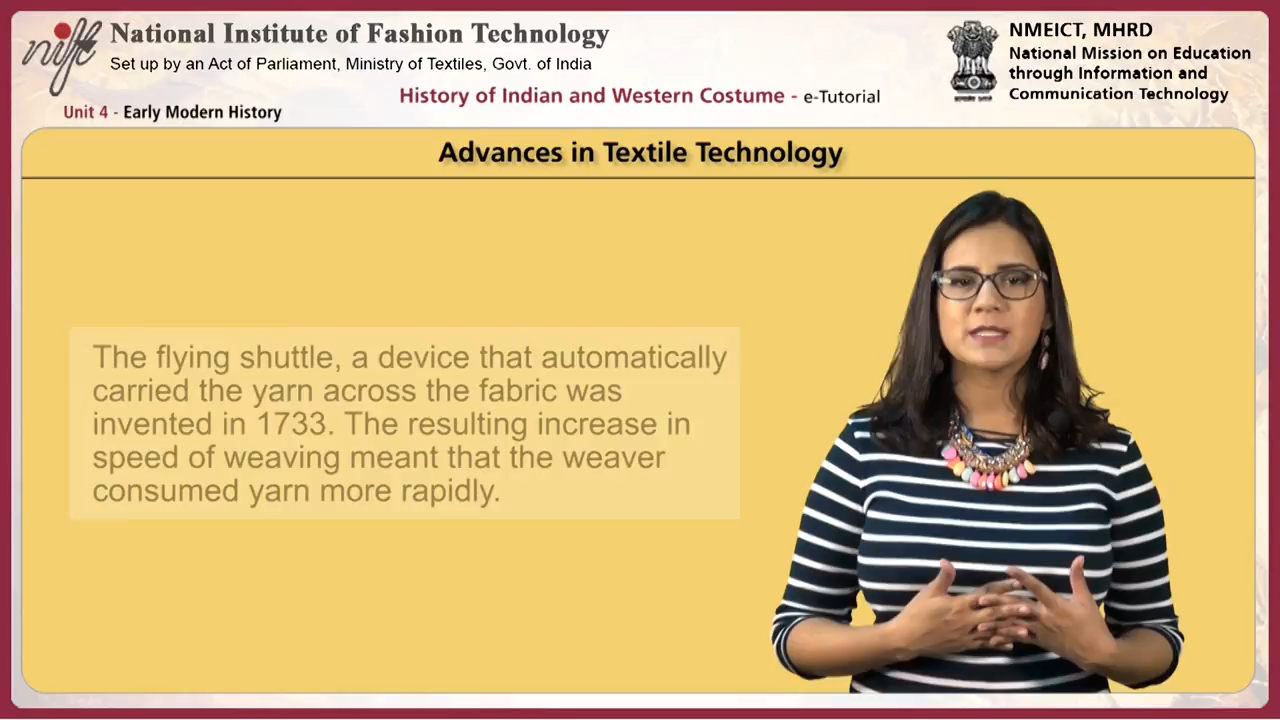 nift
National Institute of Fashion Technology
Set up by an Act of Parliament, Ministry of Textiles, Govt. of India
NMEICT, MHRD
National Mission on Education
through Information and
Communication Technology
History of Indian and Western Costume - e-Tutorial
Unit 4 - Early Modern History
Advances in Textile Technology
The flying shuttle, a device that automatically
carried the yarn across the fabric was
invented in 1733. The resulting increase in
speed of weaving meant that the weaver
consumed yarn more rapidly.